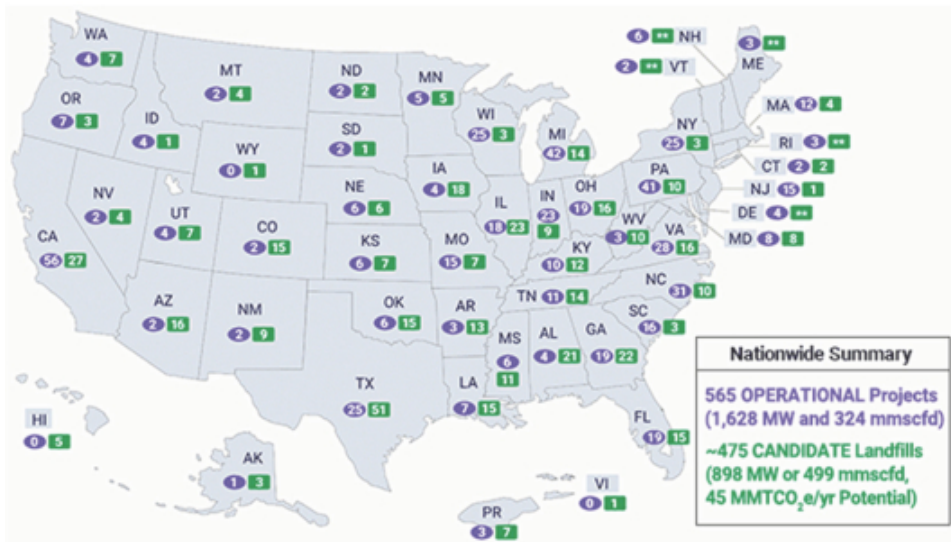 WA
4 7
OR
7 3
ID
4 1
MT
2 4
ND
2 2
MN
5 5
SD
2 1
WY
0 1
WI
25 3
MI
42 14
6 ** NH
2 ** VT
3 **
ME
MA 12 4
NY
25 3
RI 3 **
CT 2 2
NJ 15 1
DE 4 **
MD 8 8
PA
41 10
NV
2 4
UT
4 7
CO
2 15
NE
6 6
IA
4 18
IL
18 23
IN
23
9
OH
19 16
WV
3 10
VA
28 16
CA
56 27
KS
6 7
MO
15 7
KY
10 12
NC
31 10
TN 11 14
SC
16 3
AZ
2 16
NM
2 9
OK
6 15
AR
3 13
MS
6
11
AL
4 21
GA
19 22
TX
25 51
LA
7 15
FL
19 15
HI
0 5
AK
1 3
PR
3 7
VI
0 1
Nationwide Summary
565 OPERATIONAL Projects
(1,628 MW and 324 mmscfd)
~475 CANDIDATE Landfills
(898 MW or 499 mmscfd,
45 MMTCO₂e/yr Potential)